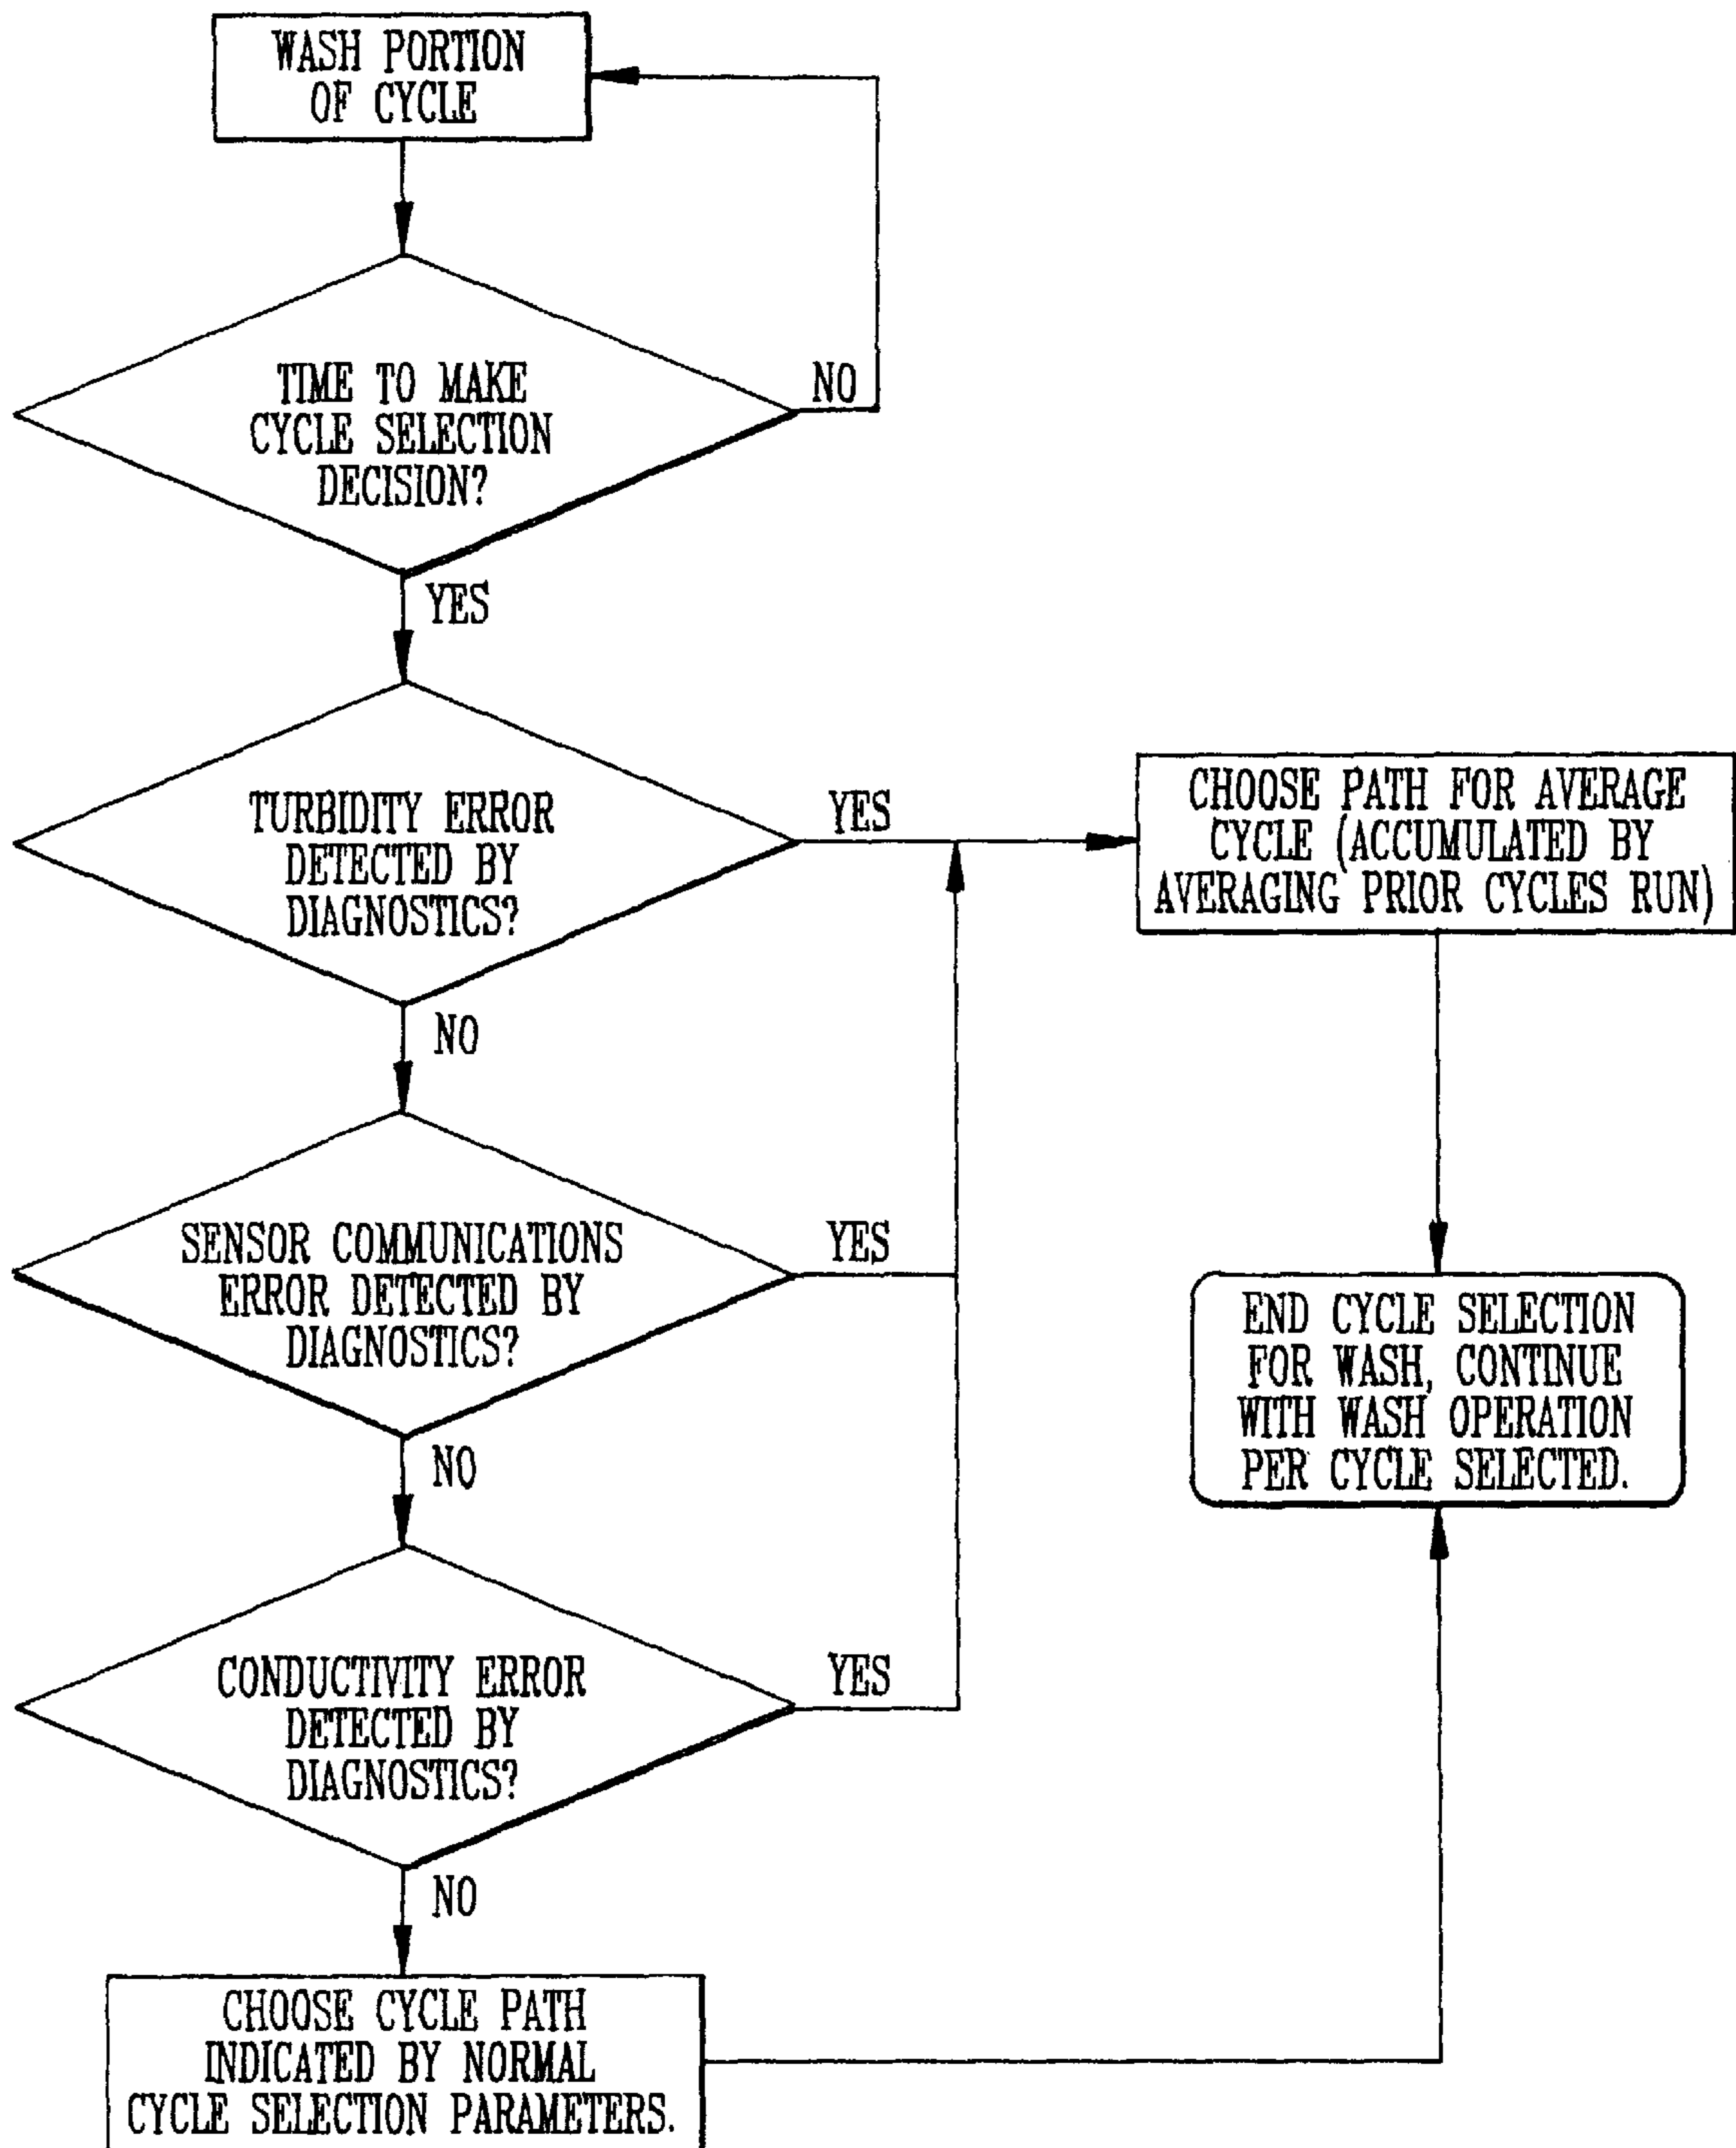 WASH PORTION
OF CYCLE
TIME TO MAKE
CYCLE SELECTION
DECISION?
NO
YES
TURBIDITY ERROR
DETECTED BY
DIAGNOSTICS?
YES
NO
CHOOSE PATH FOR AVERAGE
CYCLE (ACCUMULATED BY
AVERAGING PRIOR CYCLES RUN)
SENSOR COMMUNICATIONS
ERROR DETECTED BY
DIAGNOSTICS?
YES
NO
END CYCLE SELECTION
FOR WASH, CONTINUE
WITH WASH OPERATION
PER CYCLE SELECTED.
CONDUCTIVITY ERROR
DETECTED BY
DIAGNOSTICS?
YES
NO
CHOOSE CYCLE PATH
INDICATED BY NORMAL
CYCLE SELECTION PARAMETERS.